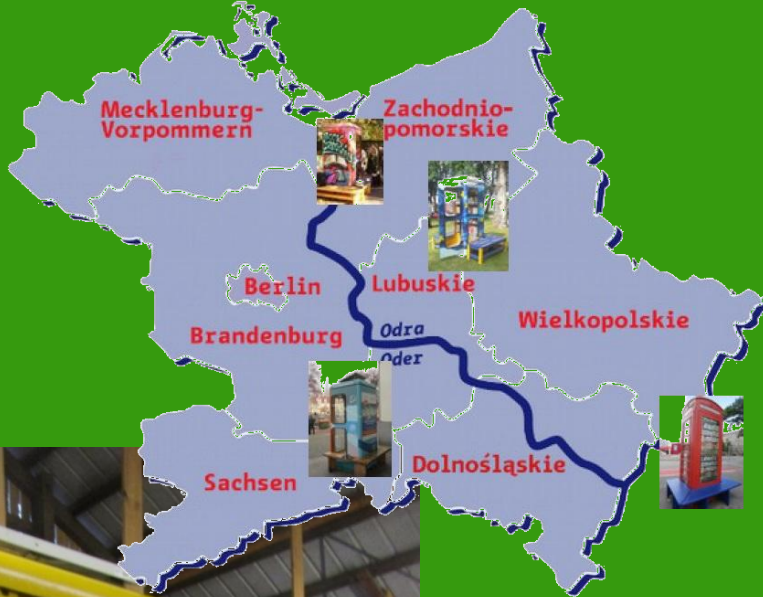 Mecklenburg-
Vorpommern
Zachodnio-
pomorskie
Berlin
Lubuskie
Brandenburg
Wielkopolskie
Odra
Oder
Sachsen
Dolnośląskie